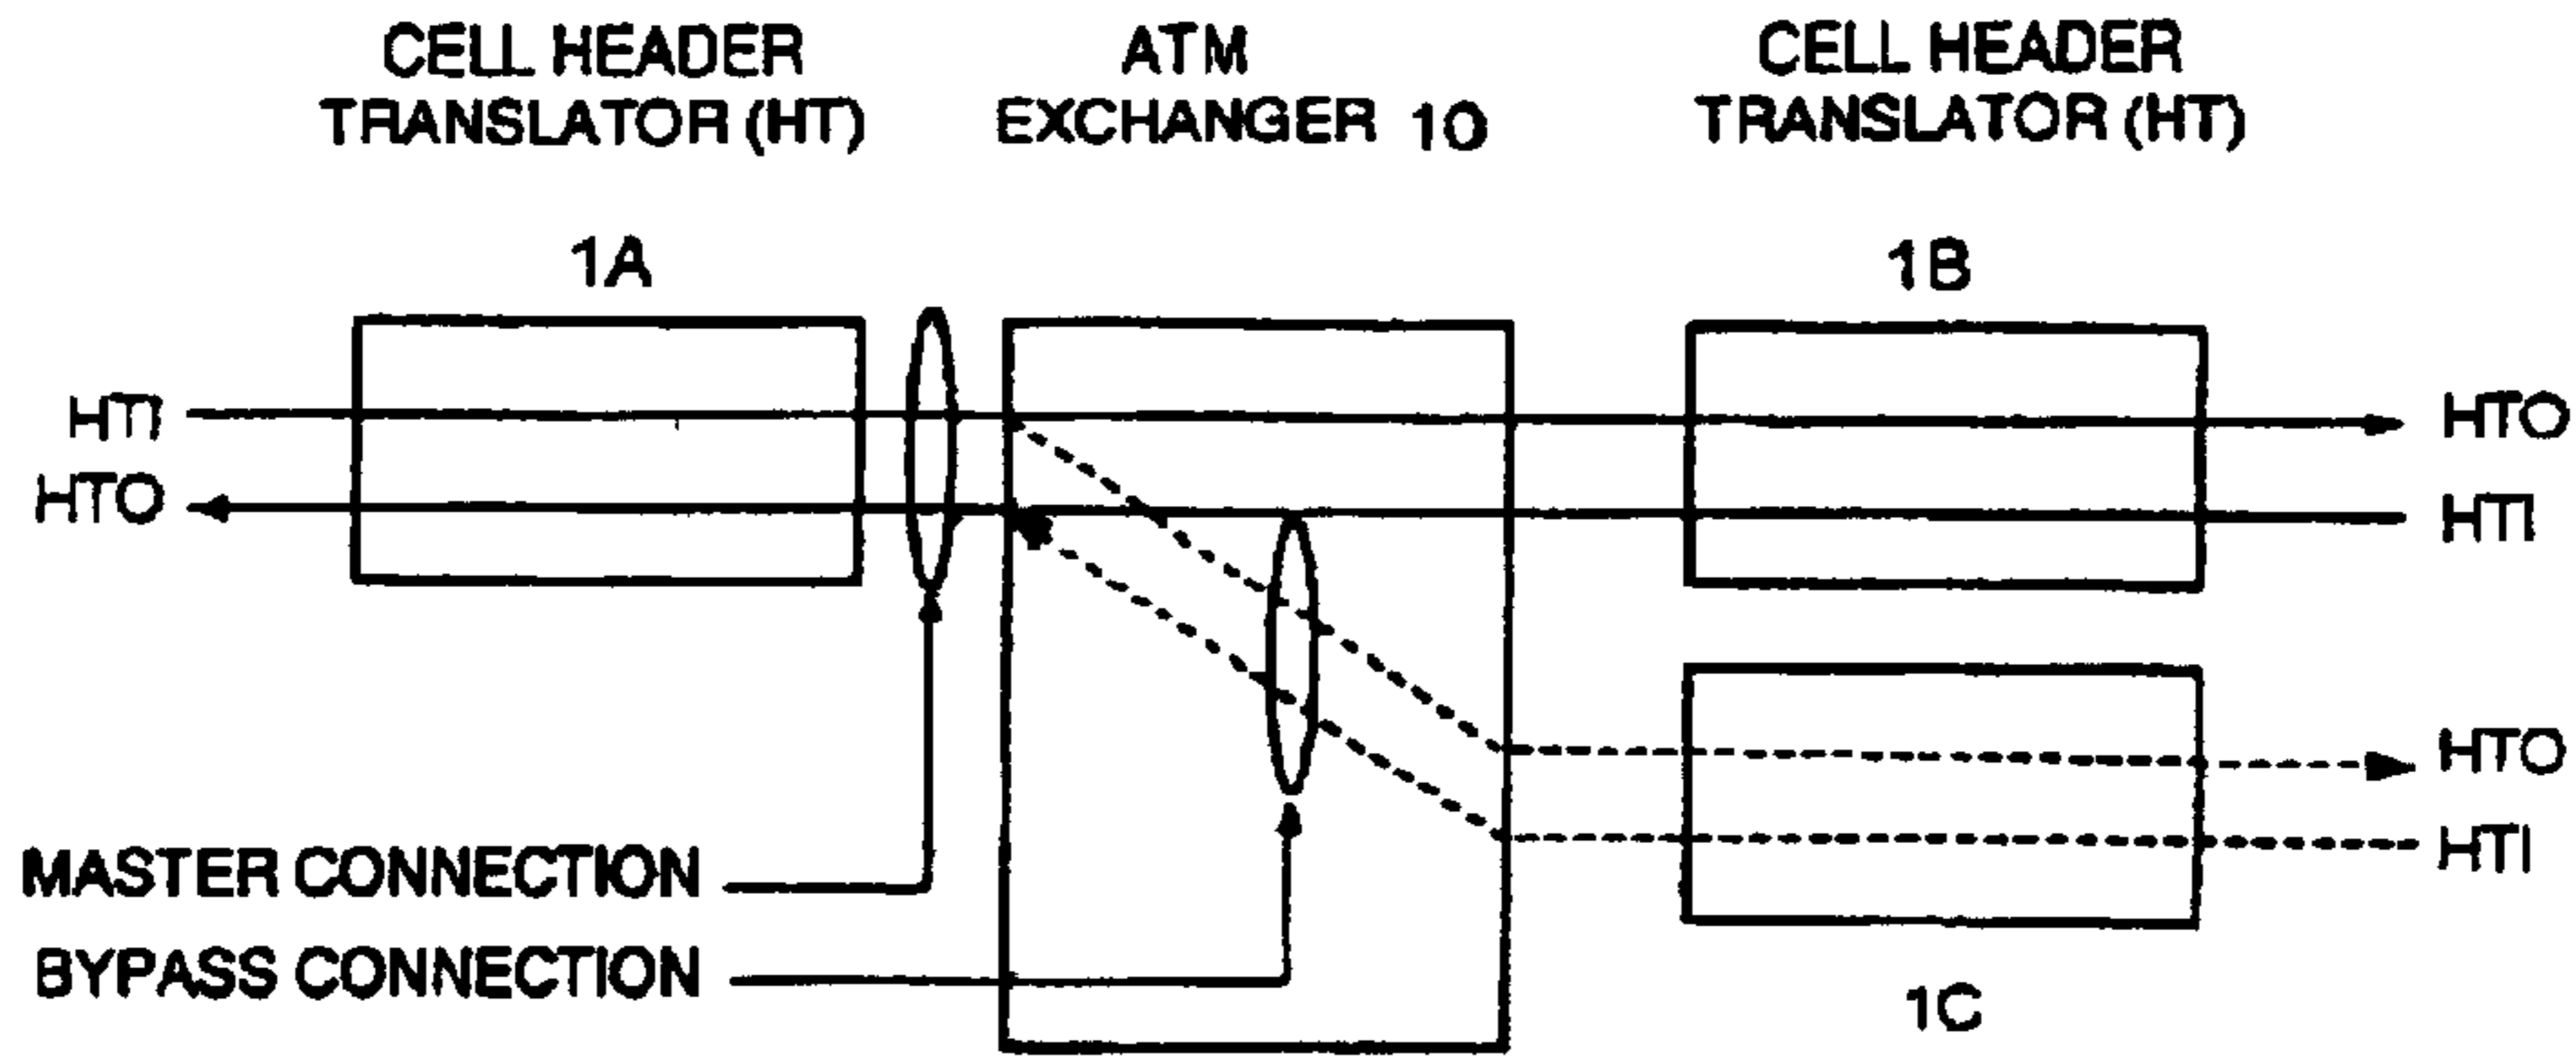 CELL HEADER
TRANSLATOR (HT)
ATM
EXCHANGER 10
CELL HEADER
TRANSLATOR (HT)
1A
1B
HTI
HTO
HTO
HTI
HTO
HTI
MASTER CONNECTION
BYPASS CONNECTION
1C